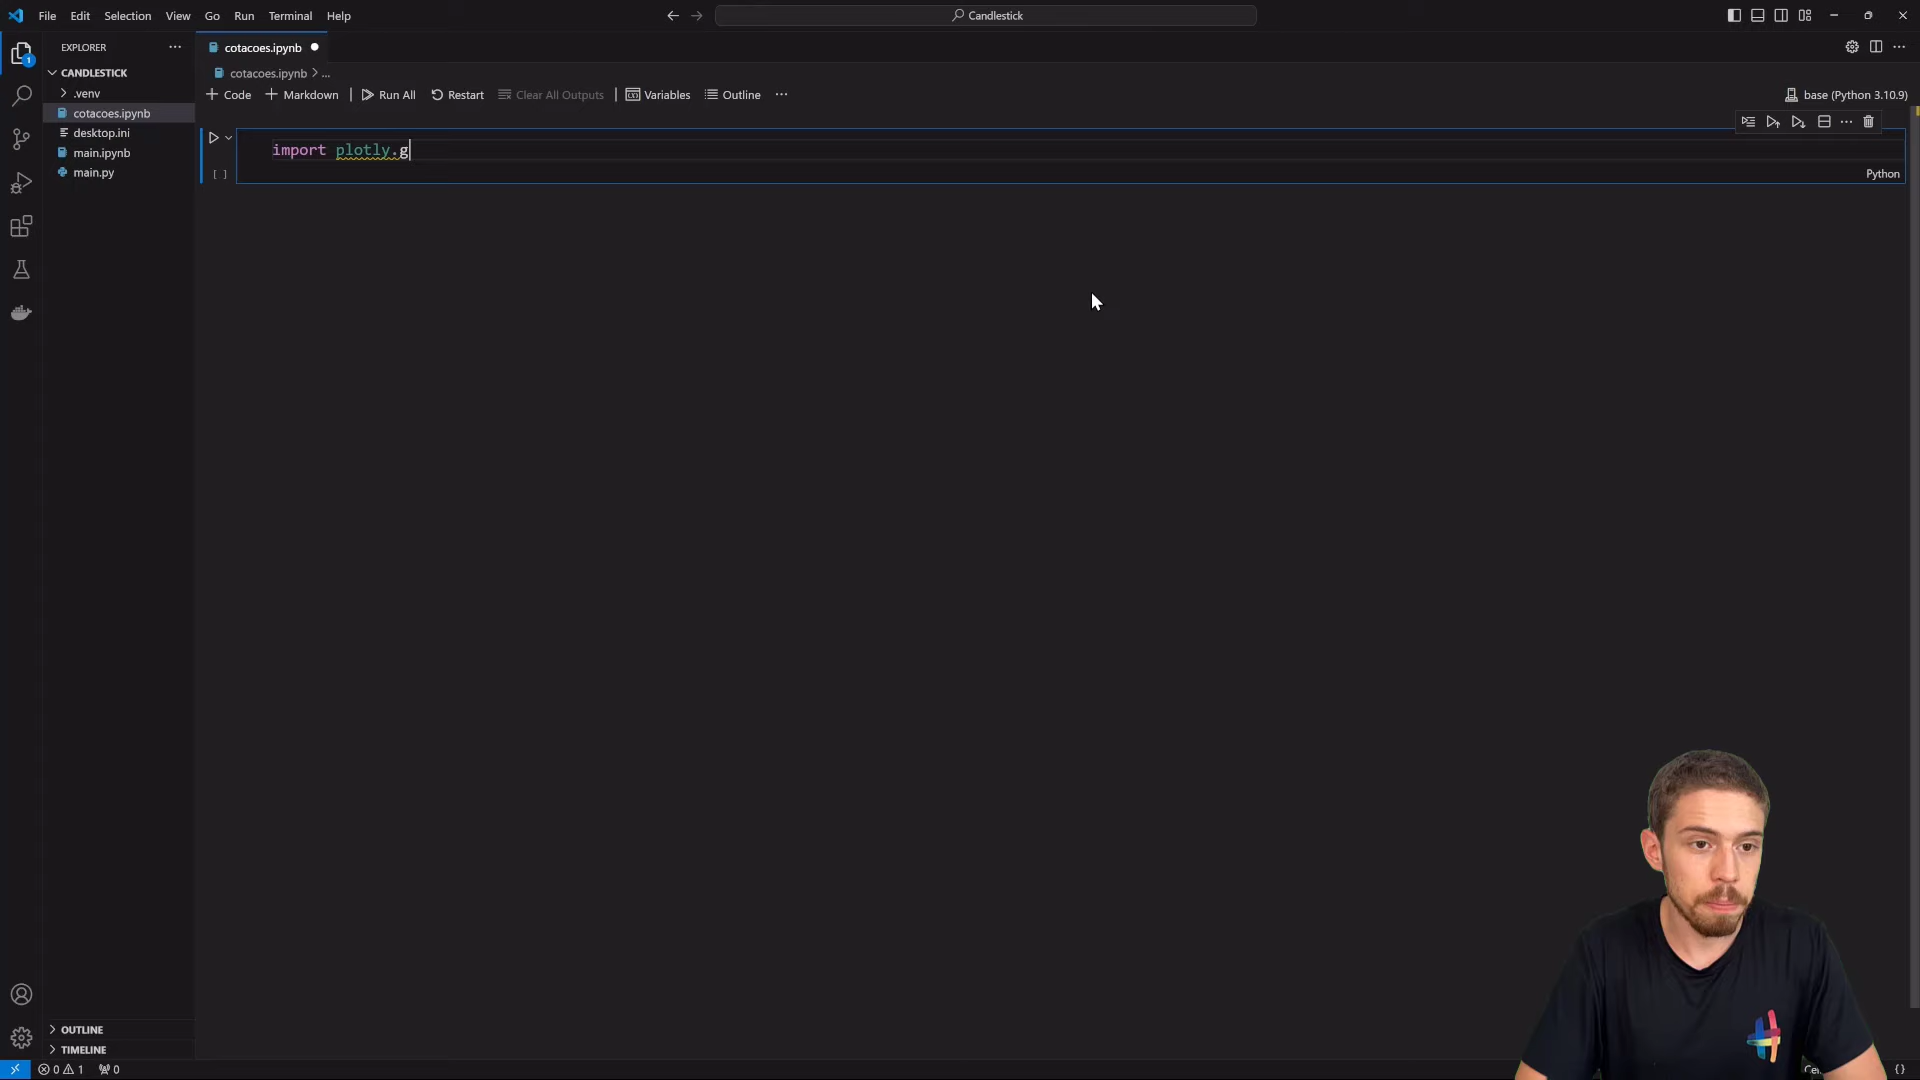 File Edit Selection View Go Run Terminal Help
Candlestick
EXPLORER
cotacoes.ipynb
CANDLESTICK
cotacoes.ipynb > ...
.venv
cotacoes.ipynb
desktop.ini
main.ipynb
main.py
Code Markdown Run All Restart Clear All Outputs Variables Outline
base (Python 3.10.9)
import plotly.g
[ ]
Python
OUTLINE
TIMELINE
0 1 0
{}